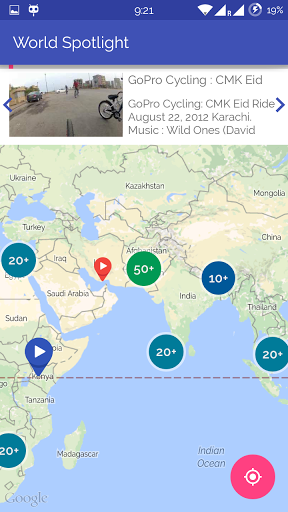 9:21
19%
World Spotlight
GoPro Cycling : CMK Eid
GoPro Cycling: CMK Eid Ride
August 22, 2012 Karachi.
Music : Wild Ones (David
Ukraine
Kazakhstan
Mongolia
Turkey
Afghanistan
20+
Iraq
50+
10+
Saudi Arabia
India
Thailand
20+
20+
Kenya
Tanzania
Indian
Ocean
20+
Madagascar
Google